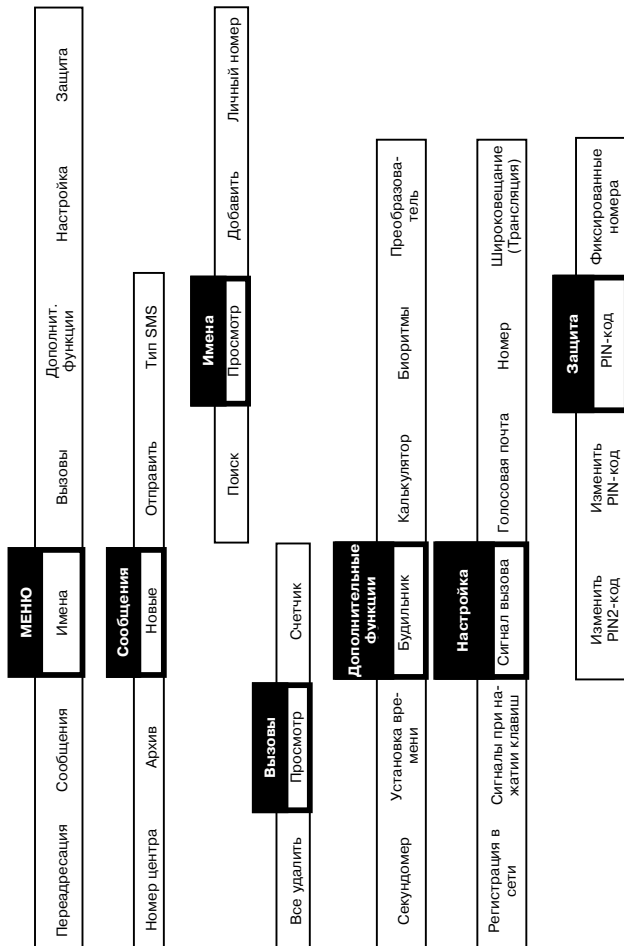 МЕНЮ
Переадресация
Сообщения
Имена
Вызовы
Дополнит.
функции
Настройка
Защита
Сообщения
Номер центра
Архив
Новые
Отправить
Тип SMS
Имена
Поиск
Просмотр
Добавить
Личный номер
Вызовы
Все удалить
Просмотр
Счетчик
Дополнительные
функции
Секундомер
Установка вре-
мени
Будильник
Калькулятор
Биоритмы
Преобразова-
тель
Настройка
Регистрация в
сети
Сигналы при на-
жатии клавиш
Сигнал вызова
Голосовая почта
Номер
Широковещание
(Трансляция)
Защита
Изменить
PIN2-код
Изменить
PIN-код
PIN-код
Фиксированные
номера